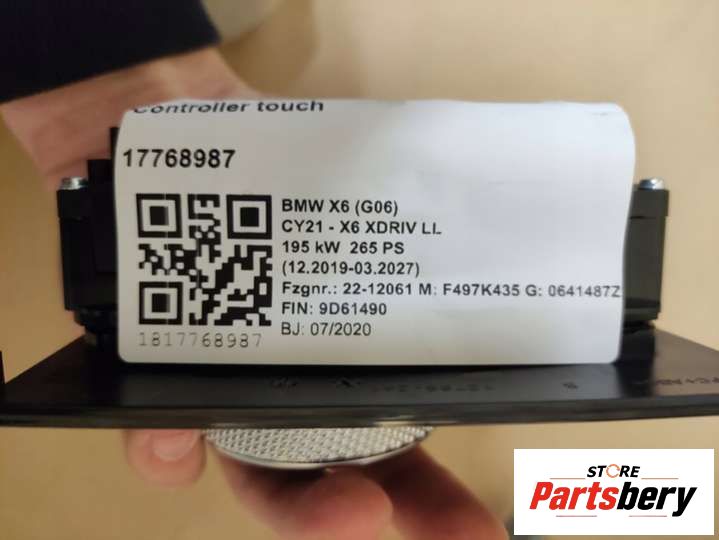 Controller touch
17768987
BMW X6 (G06)
CY21 - X6 XDRIV LL
195 kW 265 PS
(12.2019-03.2027)
Fzgnr.: 22-12061 M: F497K435 G: 0641487Z
FIN: 9D61490
BJ: 07/2020
1817768987
STORE
Partsbery